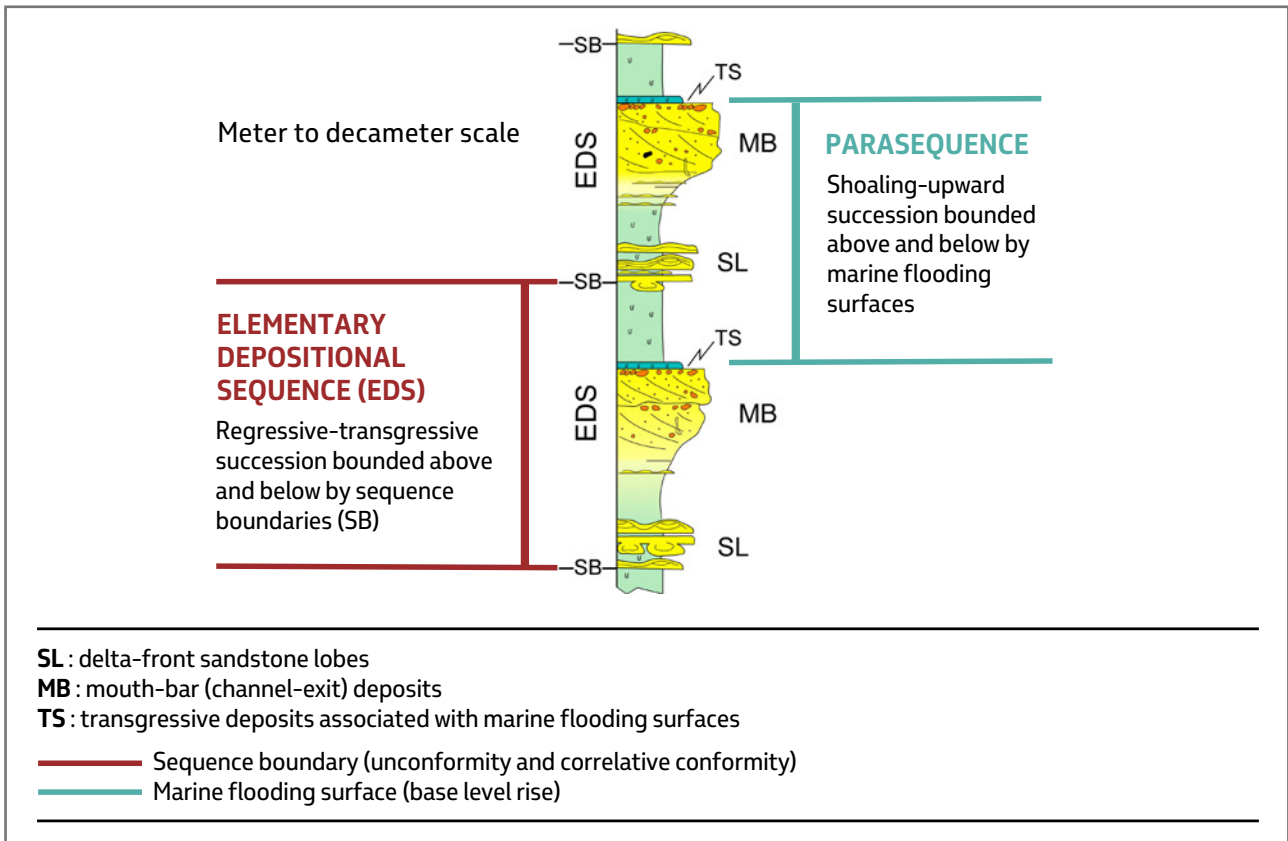 SB
TS
Meter to decameter scale
EDS
MB
PARASEQUENCE
Shoaling-upward
succession bounded
above and below by
marine flooding
surfaces
SL
SB
ELEMENTARY
DEPOSITIONAL
SEQUENCE (EDS)
Regressive-transgressive
succession bounded above
and below by sequence
boundaries (SB)
TS
EDS
MB
SL
SB
SL : delta-front sandstone lobes
MB : mouth-bar (channel-exit) deposits
TS : transgressive deposits associated with marine flooding surfaces
Sequence boundary (unconformity and correlative conformity)
Marine flooding surface (base level rise)